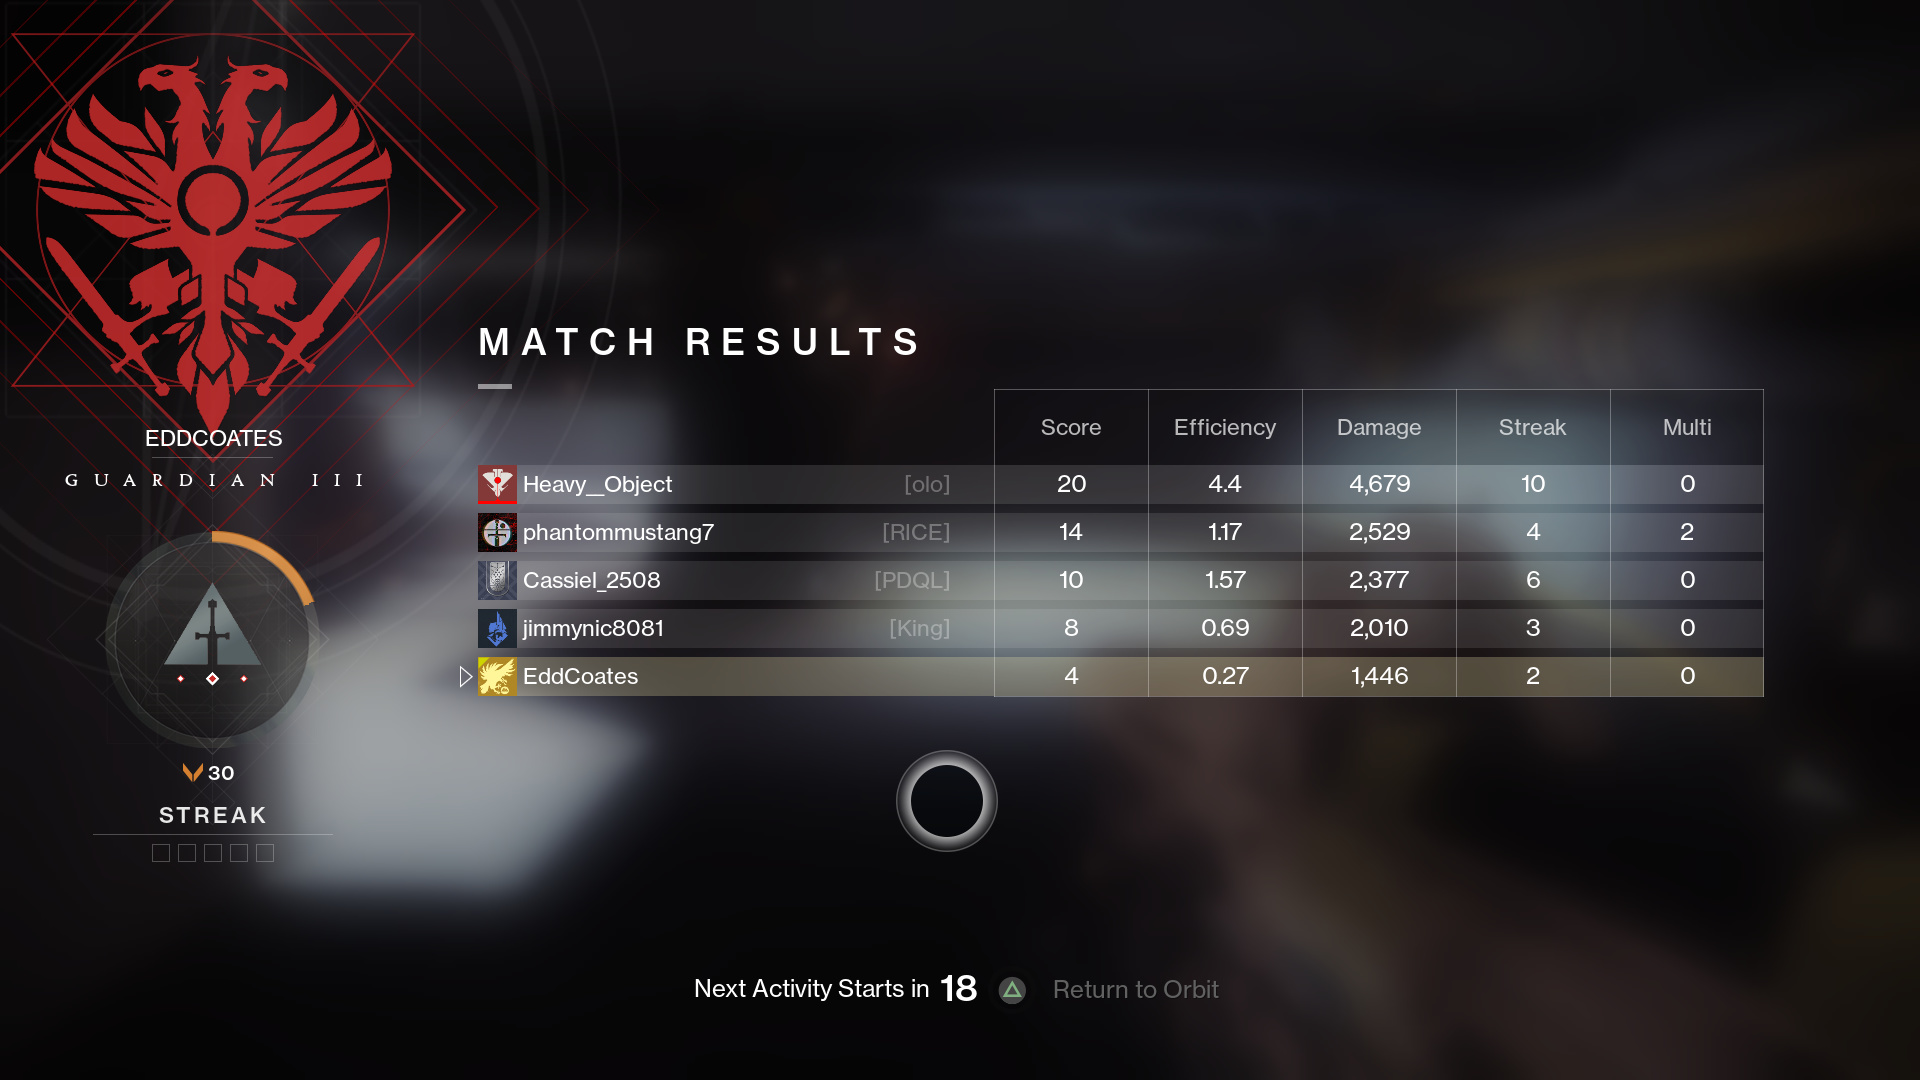 EDDCOATES
GUARDIAN III
30
STREAK
MATCH RESULTS
Score Efficiency Damage Streak Multi
Heavy__Object [olo] 20 4.4 4,679 10 0
phantommustang7 [RICE] 14 1.17 2,529 4 2
Cassiel_2508 [PDQL] 10 1.57 2,377 6 0
jimmynic8081 [King] 8 0.69 2,010 3 0
EddCoates 4 0.27 1,446 2 0
Next Activity Starts in 18 Return to Orbit